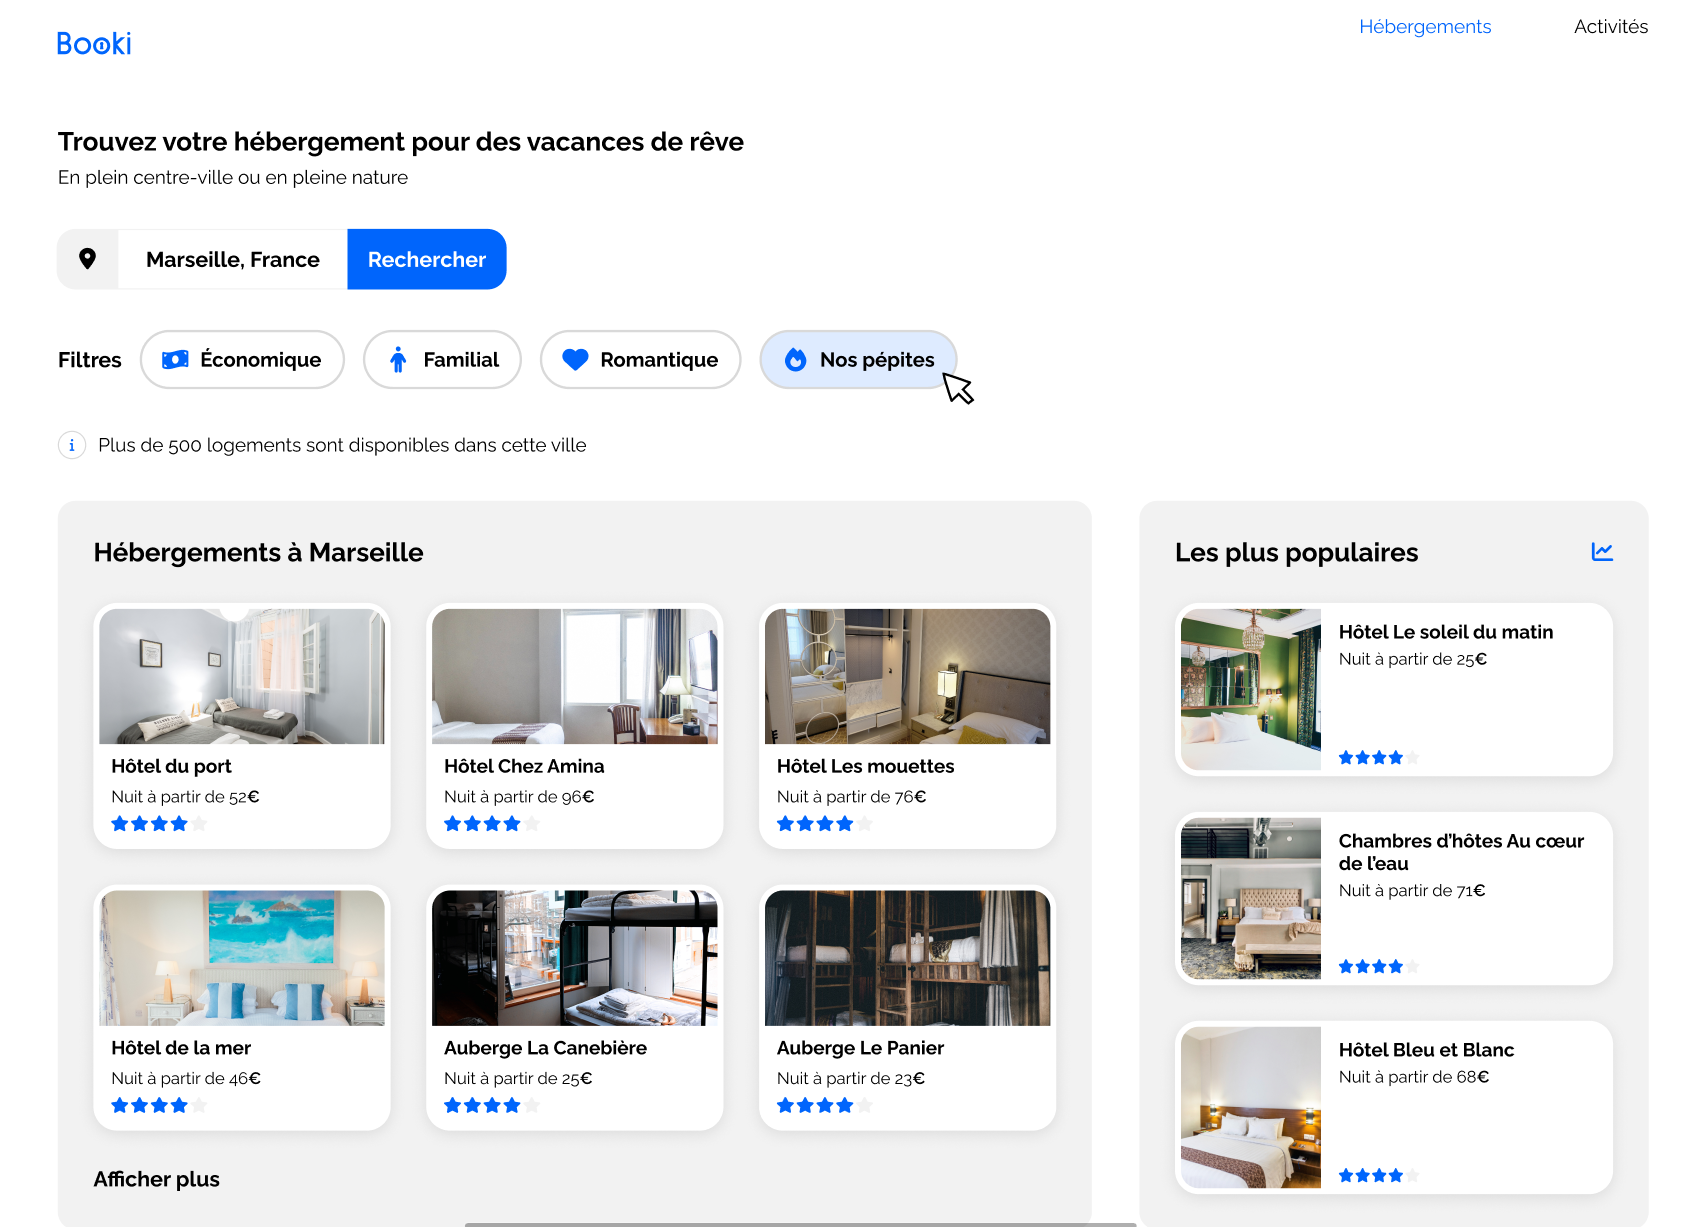 Booki
Hébergements
Activités
Trouvez votre hébergement pour des vacances de rêve
En plein centre-ville ou en pleine nature
Marseille, France
Rechercher
Filtres
Économique
Familial
Romantique
Nos pépites
Plus de 500 logements sont disponibles dans cette ville
Hébergements à Marseille
Hôtel du port
Nuit à partir de 52€
Hôtel Chez Amina
Nuit à partir de 96€
Hôtel Les mouettes
Nuit à partir de 76€
Hôtel de la mer
Nuit à partir de 46€
Auberge La Canebière
Nuit à partir de 25€
Auberge Le Panier
Nuit à partir de 23€
Afficher plus
Les plus populaires
Hôtel Le soleil du matin
Nuit à partir de 25€
Chambres d'hôtes Au cœur
de l'eau
Nuit à partir de 71€
Hôtel Bleu et Blanc
Nuit à partir de 68€